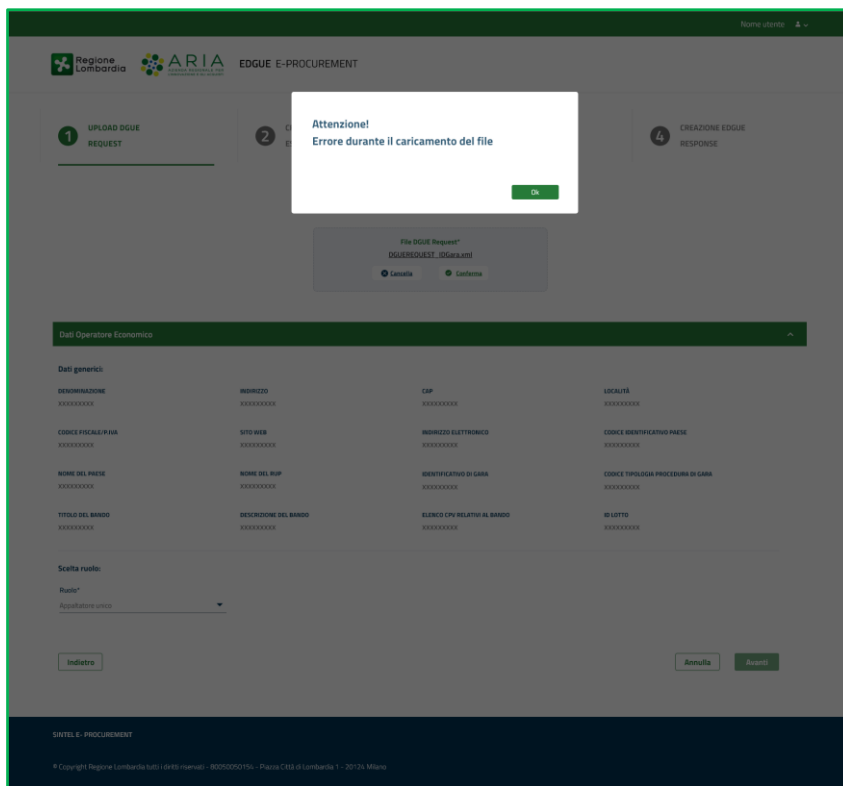 Nome utente
Regione
Lombardia
ARIA
EDGUE E-PROCUREMENT
Attenzione!
Errore durante il caricamento del file
Ok
1 UPLOAD DGUE
REQUEST
2
4 CREAZIONE EDGUE
RESPONSE
File DGUE Request*
DGUEREQUEST_IDGara.xml
Cancella Conferma
Dati Operatore Economico
Dati generici:
DENOMINAZIONE INDIRIZZO CAP LOCALITÀ
XXXXXXXXX XXXXXXXXX XXXXXXXXX XXXXXXXXX
CODICE FISCALE/P.IVA SITO WEB INDIRIZZO ELETTRONICO CODICE IDENTIFICATIVO PAESE
XXXXXXXXX XXXXXXXXX XXXXXXXXX XXXXXXXXX
NOME DEL PAESE NOME DEL RUP IDENTIFICATIVO DI GARA CODICE TIPOLOGIA PROCEDURA DI GARA
XXXXXXXXX XXXXXXXXX XXXXXXXXX XXXXXXXXX
TITOLO DEL BANDO DESCRIZIONE DEL BANDO ELENCO CPV RELATIVI AL BANDO ID LOTTO
XXXXXXXXX XXXXXXXXX XXXXXXXXX XXXXXXXXX
Scelta ruolo:
Ruolo*
Appaltatore unico
Indietro Annulla Avanti
SINTEL E- PROCUREMENT
© Copyright Regione Lombardia tutti i diritti riservati - 80050050154 - Piazza Città di Lombardia 1 - 20124 Milano